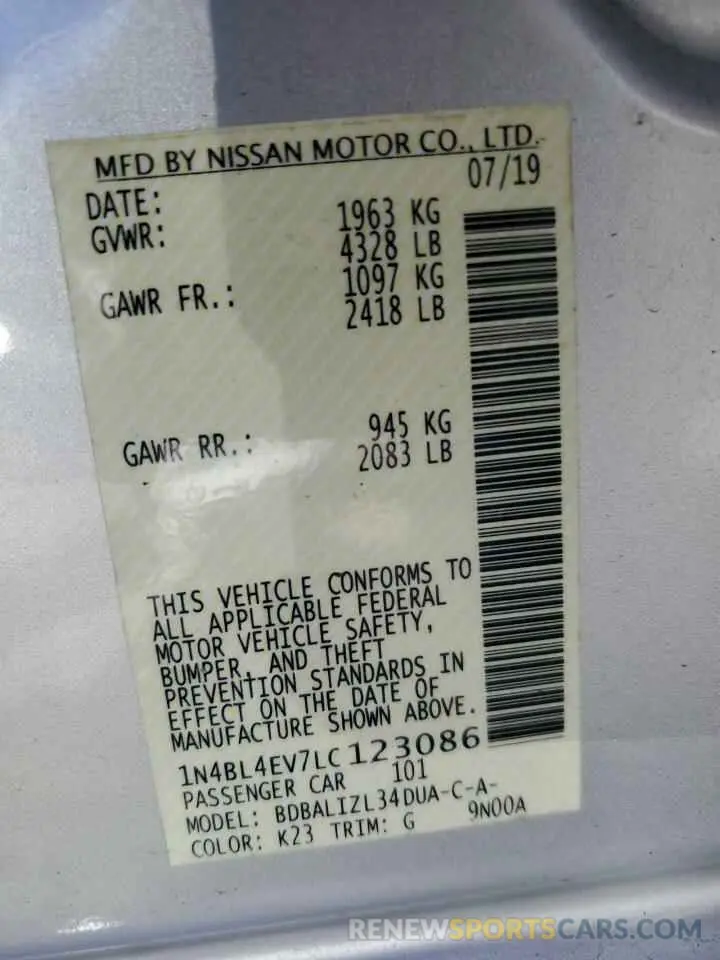 MFD BY NISSAN MOTOR CO., LTD.
DATE: 07/19
GVWR: 1963 KG
4328 LB
GAWR FR.: 1097 KG
2418 LB
GAWR RR.: 945 KG
2083 LB
THIS VEHICLE CONFORMS TO
ALL APPLICABLE FEDERAL
MOTOR VEHICLE SAFETY,
BUMPER, AND THEFT
PREVENTION STANDARDS IN
EFFECT ON THE DATE OF
MANUFACTURE SHOWN ABOVE.
1N4BL4EV7LC123086
PASSENGER CAR 101
MODEL: BDBALIZL34DUA-C-A-
COLOR: K23 TRIM: G 9N00A
RENEWSPORTSCARS.COM